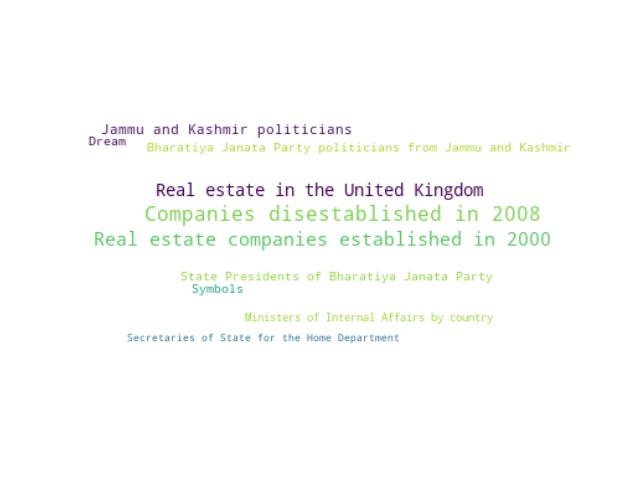 Jammu and Kashmir politicians
Dream
Bharatiya Janata Party politicians from Jammu and Kashmir
Real estate in the United Kingdom
Companies disestablished in 2008
Real estate companies established in 2000
State Presidents of Bharatiya Janata Party
Symbols
Ministers of Internal Affairs by country
Secretaries of State for the Home Department